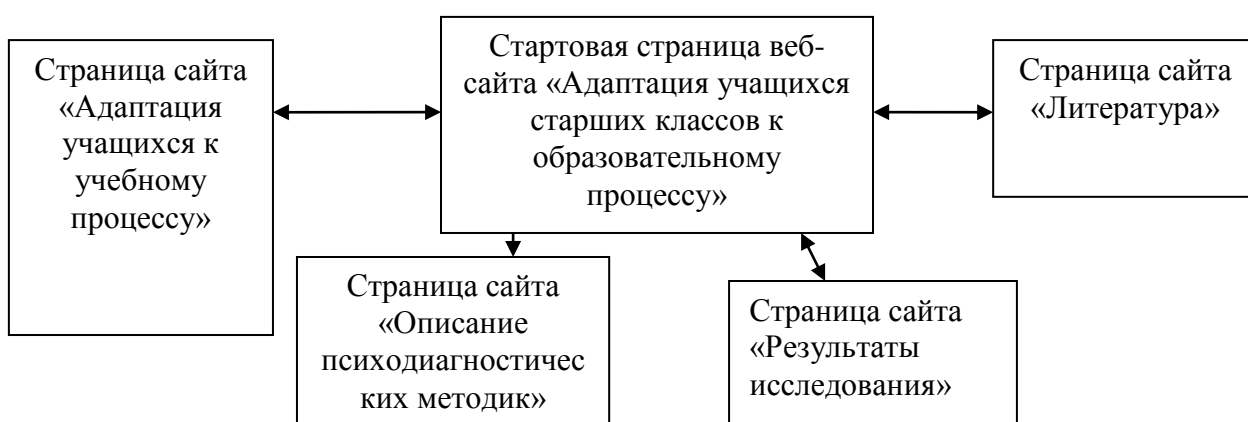 Страница сайта
«Адаптация
учащихся к
учебному
процессу»
Стартовая страница веб-
сайта «Адаптация учащихся
старших классов к
образовательному
процессу»
Страница сайта
«Литература»
Страница сайта
«Описание
психодиагностичес
ких методик»
Страница сайта
«Результаты
исследования»